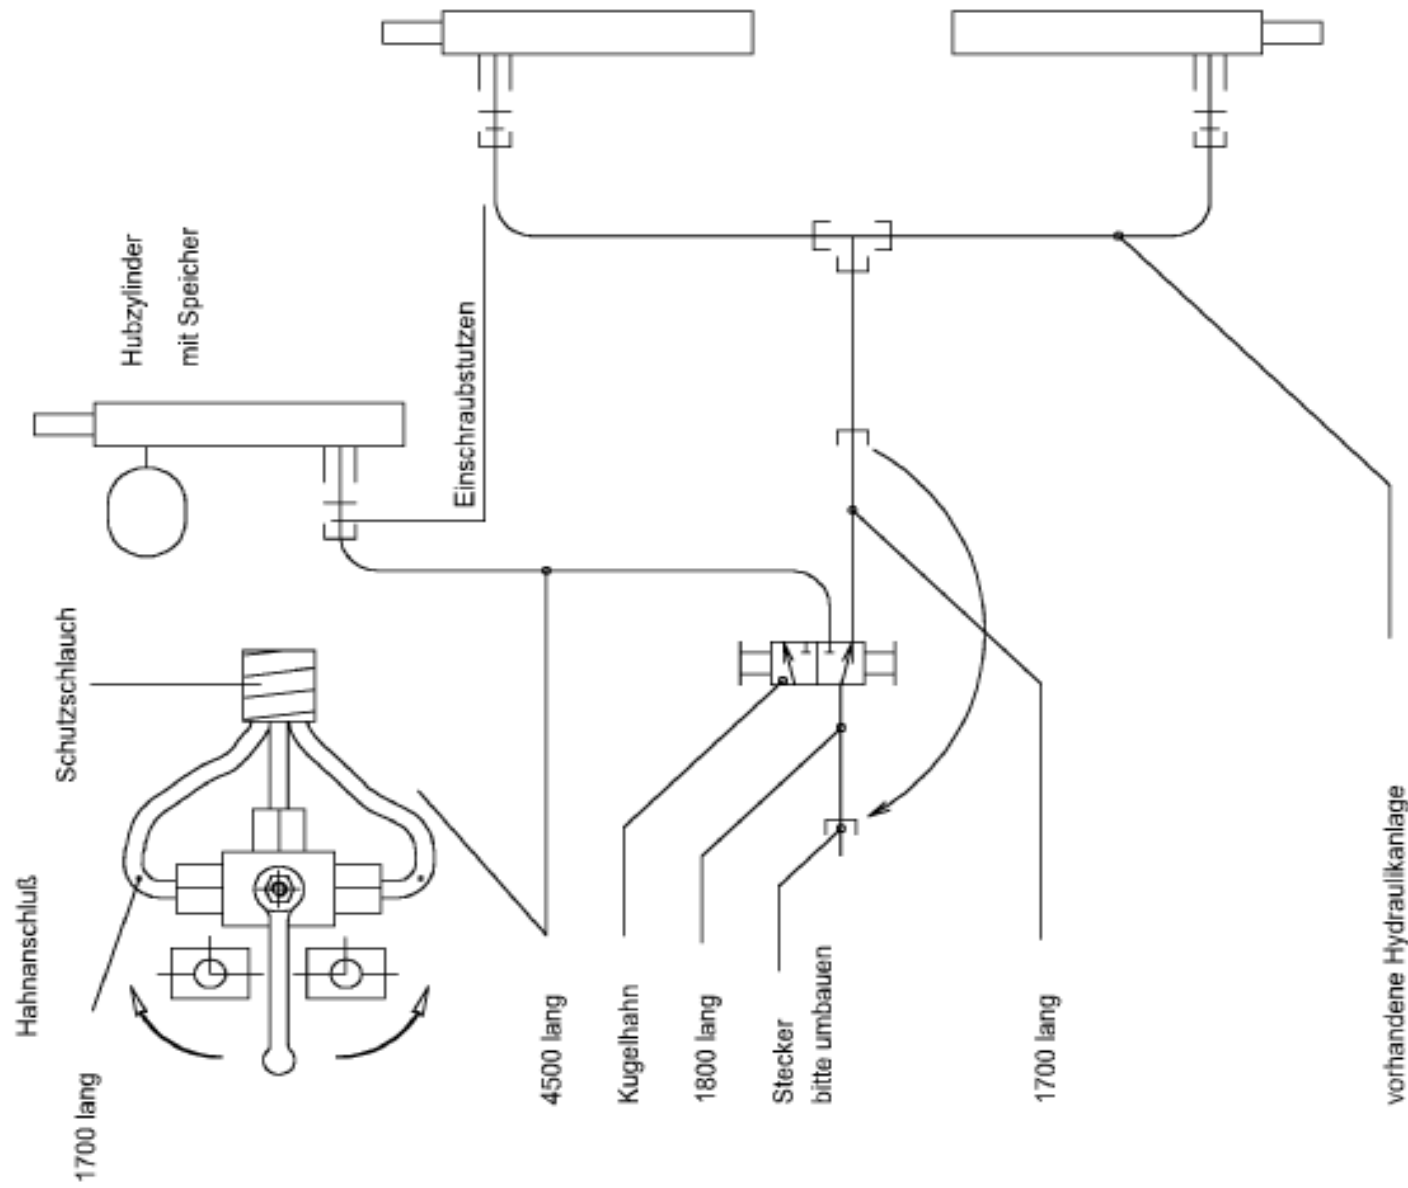 Hahnanschluß
1700 lang
Schutzschlauch
Hubzylinder
mit Speicher
Einschraubstutzen
4500 lang
Kugelhahn
1800 lang
Stecker
bitte umbauen
1700 lang
vorhandene Hydraulikanlage